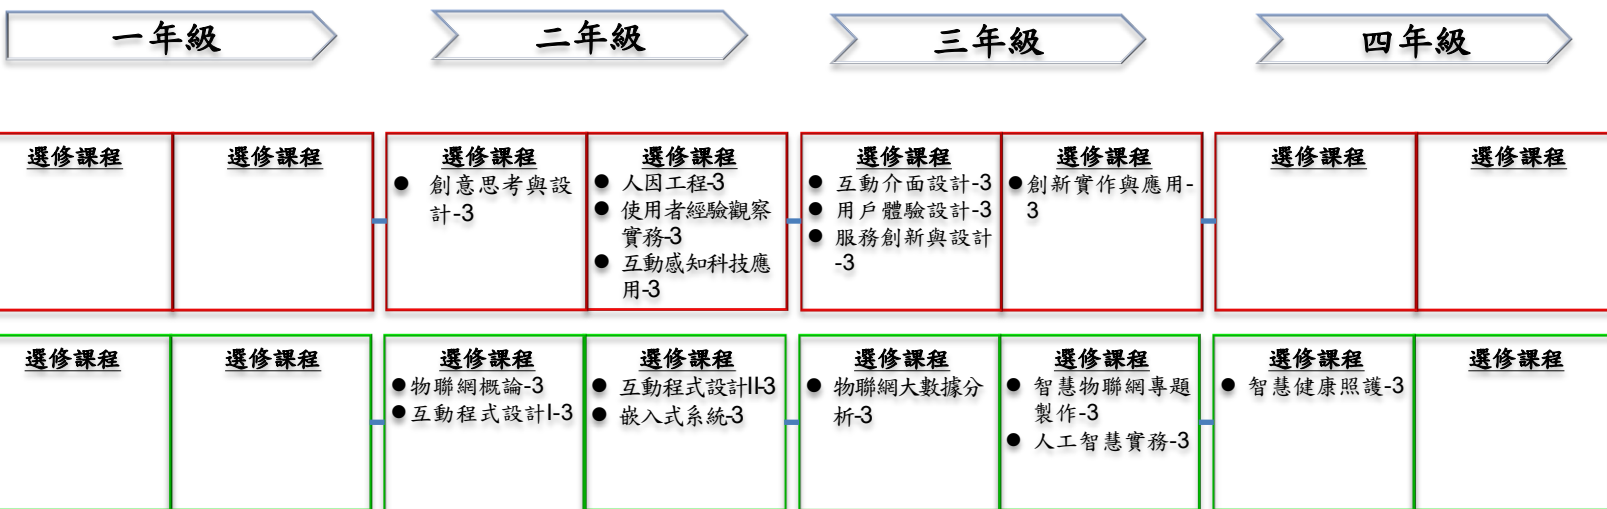 一年級
二年級
三年級
四年級
選修課程
選修課程
選修課程
● 創意思考與設
計-3
選修課程
● 人因工程-3
● 使用者經驗觀察
實務-3
● 互動感知科技應
用-3
選修課程
● 互動介面設計-3
● 用戶體驗設計-3
● 服務創新與設計
-3
選修課程
●創新實作與應用-
3
選修課程
選修課程
選修課程
選修課程
選修課程
●物聯網概論-3
●互動程式設計I-3
選修課程
● 互動程式設計II-3
● 嵌入式系統-3
選修課程
● 物聯網大數據分
析-3
選修課程
● 智慧物聯網專題
製作-3
● 人工智慧實務-3
選修課程
● 智慧健康照護-3
選修課程